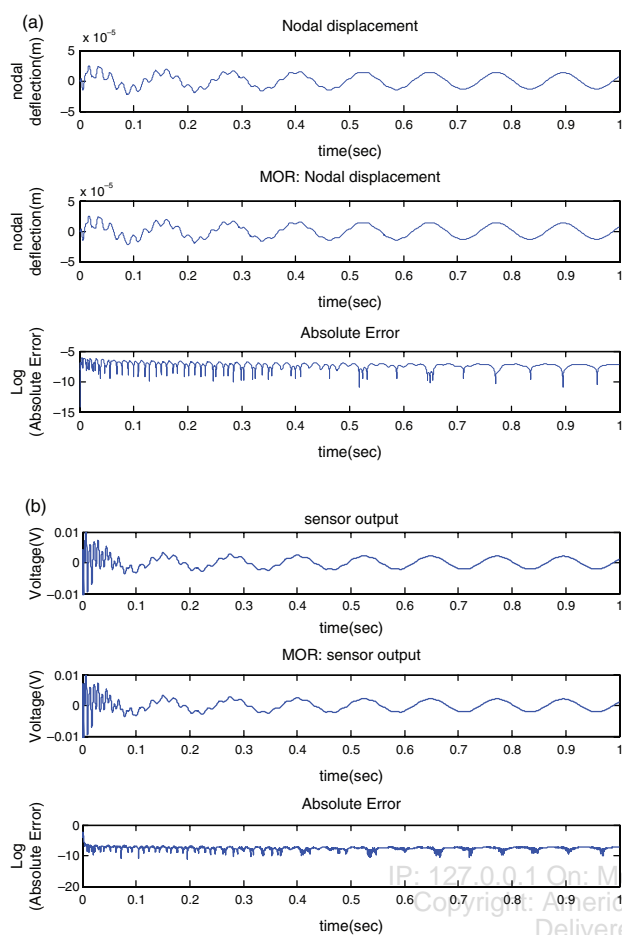 (a)
Nodal displacement
x 10⁻⁵
5
0
−5
nodal
deflection(m)
0 0.1 0.2 0.3 0.4 0.5 0.6 0.7 0.8 0.9 1
time(sec)
MOR: Nodal displacement
x 10⁻⁵
5
0
−5
nodal
deflection(m)
0 0.1 0.2 0.3 0.4 0.5 0.6 0.7 0.8 0.9 1
time(sec)
Absolute Error
−5
−10
−15
Log
(Absolute Error)
0 0.1 0.2 0.3 0.4 0.5 0.6 0.7 0.8 0.9 1
time(sec)
(b)
sensor output
0.01
0
−0.01
Voltage(V)
0 0.1 0.2 0.3 0.4 0.5 0.6 0.7 0.8 0.9 1
time(sec)
MOR: sensor output
0.01
0
−0.01
Voltage(V)
0 0.1 0.2 0.3 0.4 0.5 0.6 0.7 0.8 0.9 1
time(sec)
Absolute Error
0
−10
−20
Log
(Absolute Error)
0 0.1 0.2 0.3 0.4 0.5 0.6 0.7 0.8 0.9 1
time(sec)
IP: 127.0.0.1 On: M
Copyright: Americ
Delivere